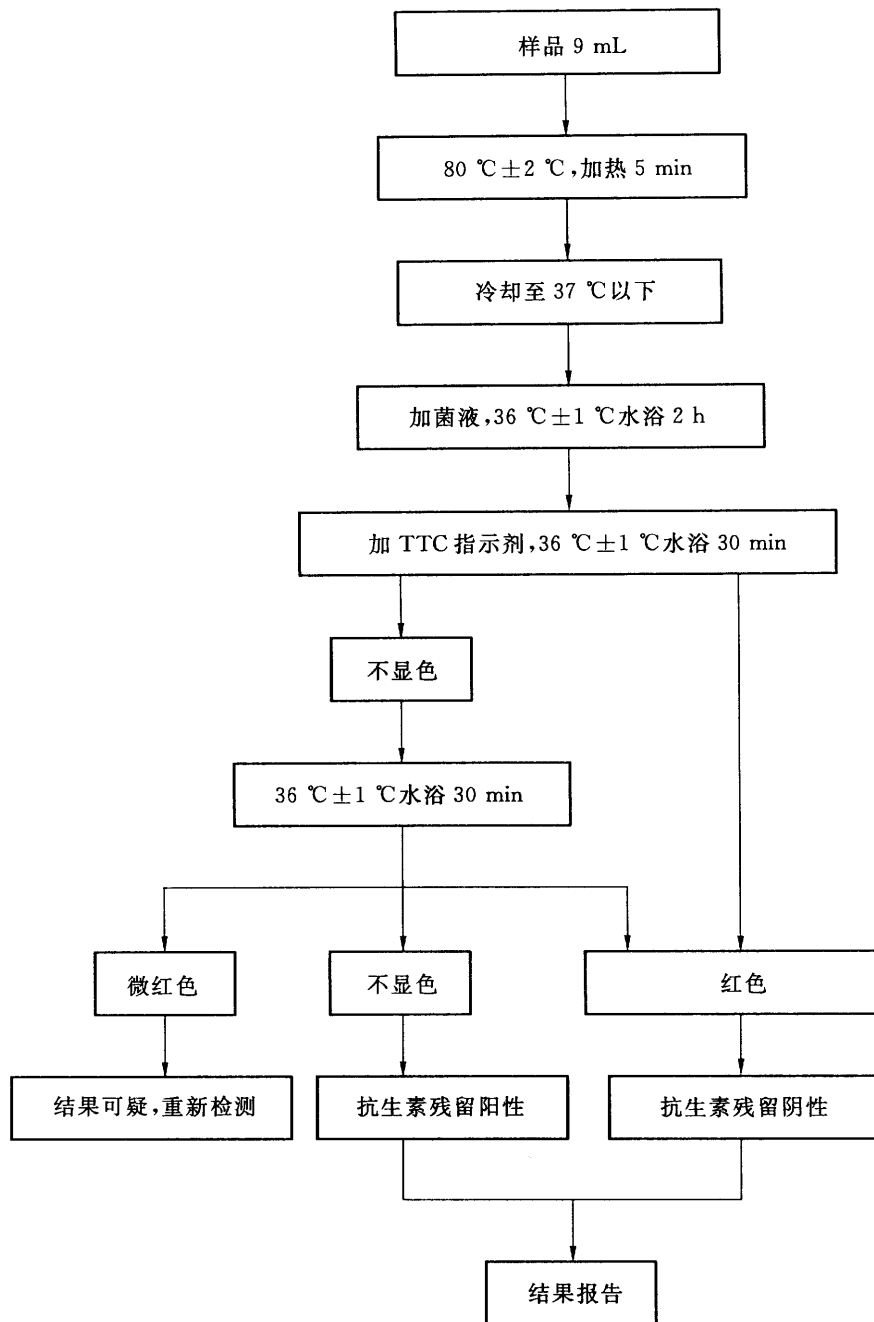 样品 9 mL
80 ℃±2 ℃,加热 5 min
冷却至 37 ℃以下
加菌液,36 ℃±1 ℃水浴 2 h
加 TTC 指示剂,36 ℃±1 ℃水浴 30 min
不显色
36 ℃±1 ℃水浴 30 min
微红色
不显色
红色
结果可疑,重新检测
抗生素残留阳性
抗生素残留阴性
结果报告